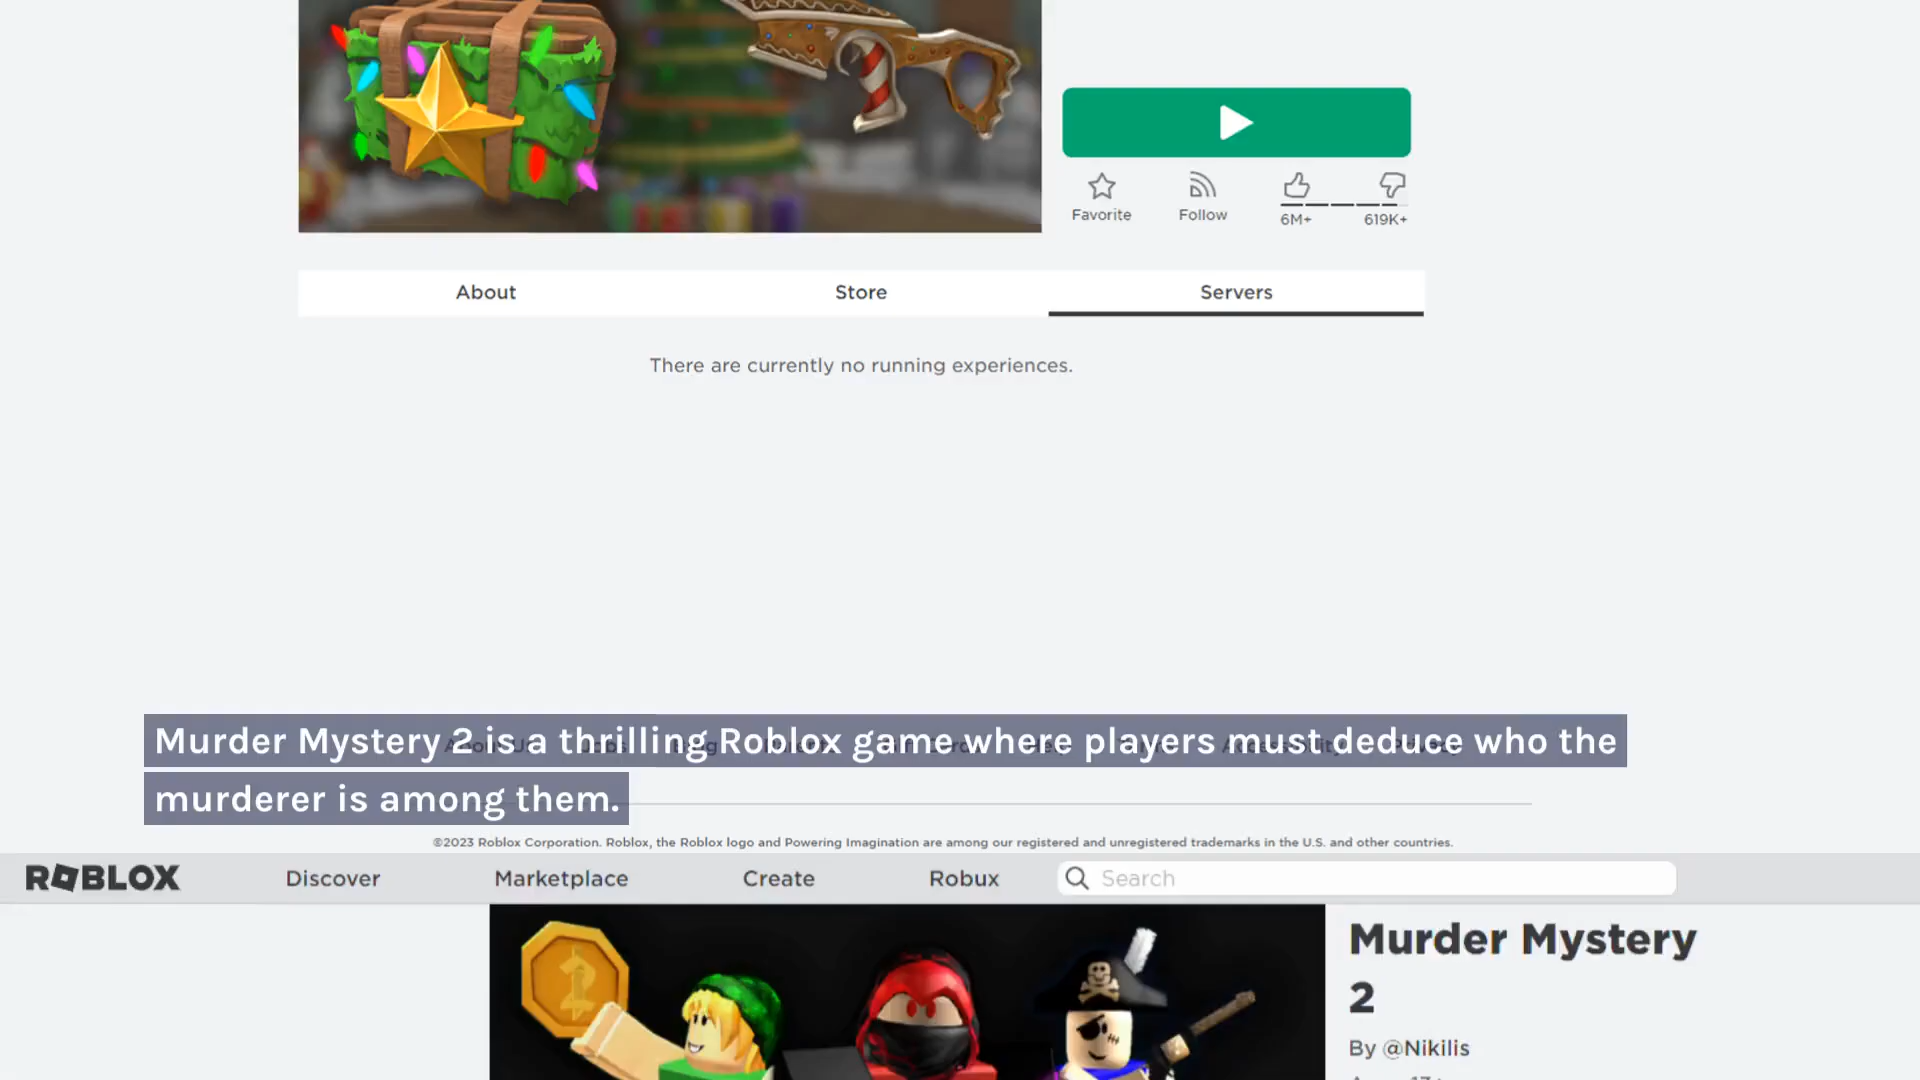 Favorite
Follow
6M+
619K+
About
Store
Servers
There are currently no running experiences.
Murder Mystery 2 is a thrilling Roblox game where players must deduce who the
murderer is among them.
©2023 Roblox Corporation. Roblox, the Roblox logo and Powering Imagination are among our registered and unregistered trademarks in the U.S. and other countries.
ROBLOX
Discover
Marketplace
Create
Robux
Search
Murder Mystery
2
By @Nikilis